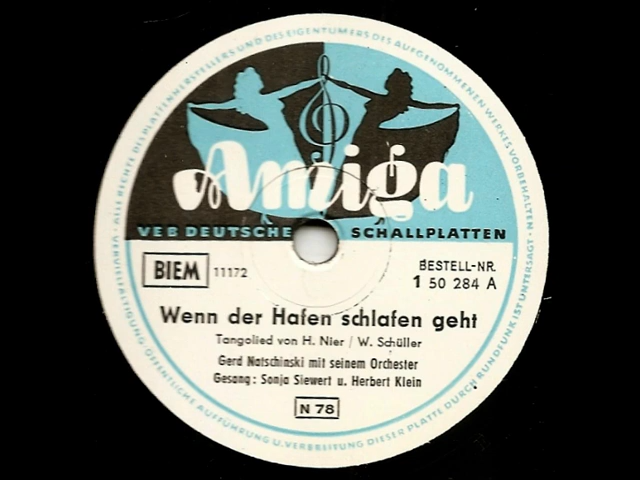 ALLE RECHTE DES PLATTENHERSTELLERS UND DES EIGENTÜMERS DES AUFGENOMMENEN WERKES VORBEHALTEN · NEU-
Amiga
VEB DEUTSCHE SCHALLPLATTEN
BIEM 11172
BESTELL-NR.
1 50 284 A
Wenn der Hafen schlafen geht
Tangolied von H. Nier / W. Schüller
Gerd Natschinski mit seinem Orchester
Gesang: Sonja Siewert u. Herbert Klein
N 78
VERVIELFÄLTIGUNG · ÖFFENTLICHE AUFFÜHRUNG U. VERBREITUNG DIESER PLATTE DURCH RUNDFUNK IST UNTERSAGT